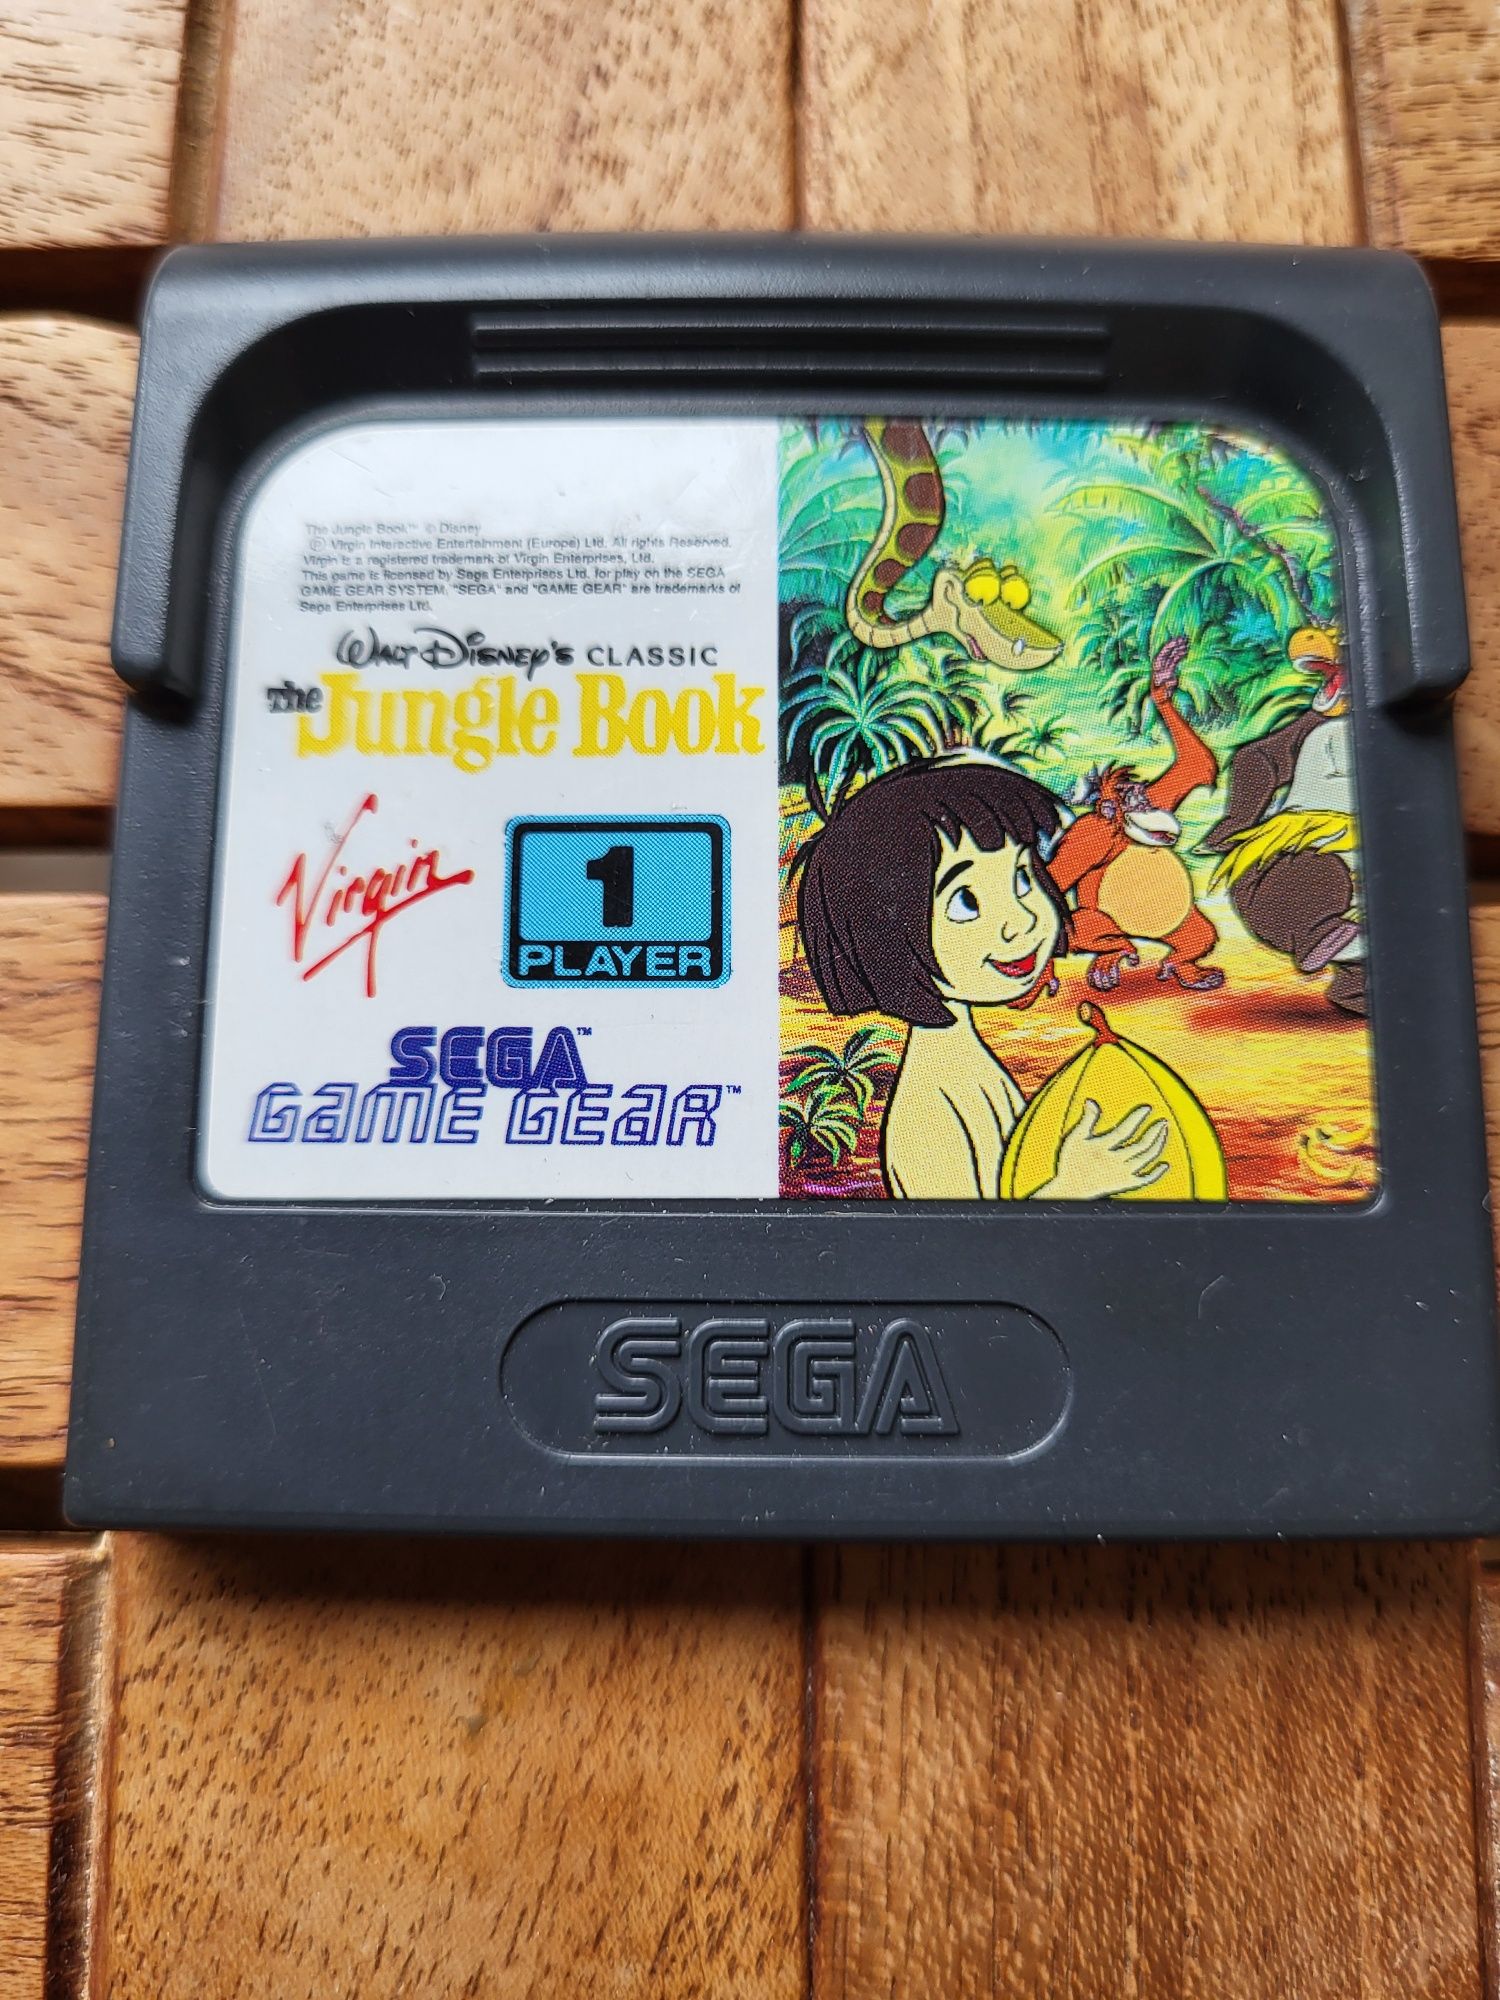 The Jungle Book™ © Disney
Ⓟ Virgin Interactive Entertainment (Europe) Ltd. All rights Reserved.
Virgin is a registered trademark of Virgin Enterprises, Ltd.
This game is licensed by Sega Enterprises Ltd. for play on the SEGA
GAME GEAR SYSTEM. "SEGA" and "GAME GEAR" are trademarks of
Sega Enterprises Ltd.
Walt Disney's CLASSIC
The Jungle Book
Virgin
1
PLAYER
SEGA™
GAME GEAR™
SEGA